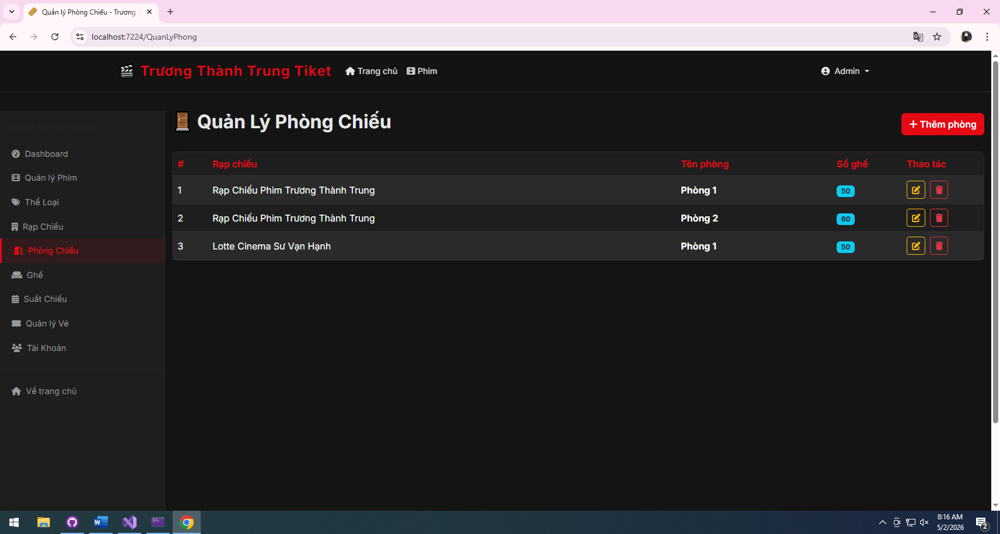 Quản lý Phòng Chiếu - Trương
localhost:7224/QuanLyPhong
Trương Thành Trung Tiket
Trang chủ
Phim
Admin
QUẢN TRỊ HỆ THỐNG
Dashboard
Quản lý Phim
Thể Loại
Rạp Chiếu
Phòng Chiếu
Ghế
Suất Chiếu
Quản lý Vé
Tài Khoản
Về trang chủ
Quản Lý Phòng Chiếu
Thêm phòng
# Rạp chiếu Tên phòng Số ghế Thao tác
1 Rạp Chiếu Phim Trương Thành Trung Phòng 1 50
2 Rạp Chiếu Phim Trương Thành Trung Phòng 2 60
3 Lotte Cinema Sư Vạn Hạnh Phòng 1 50
8:16 AM
5/2/2026
2